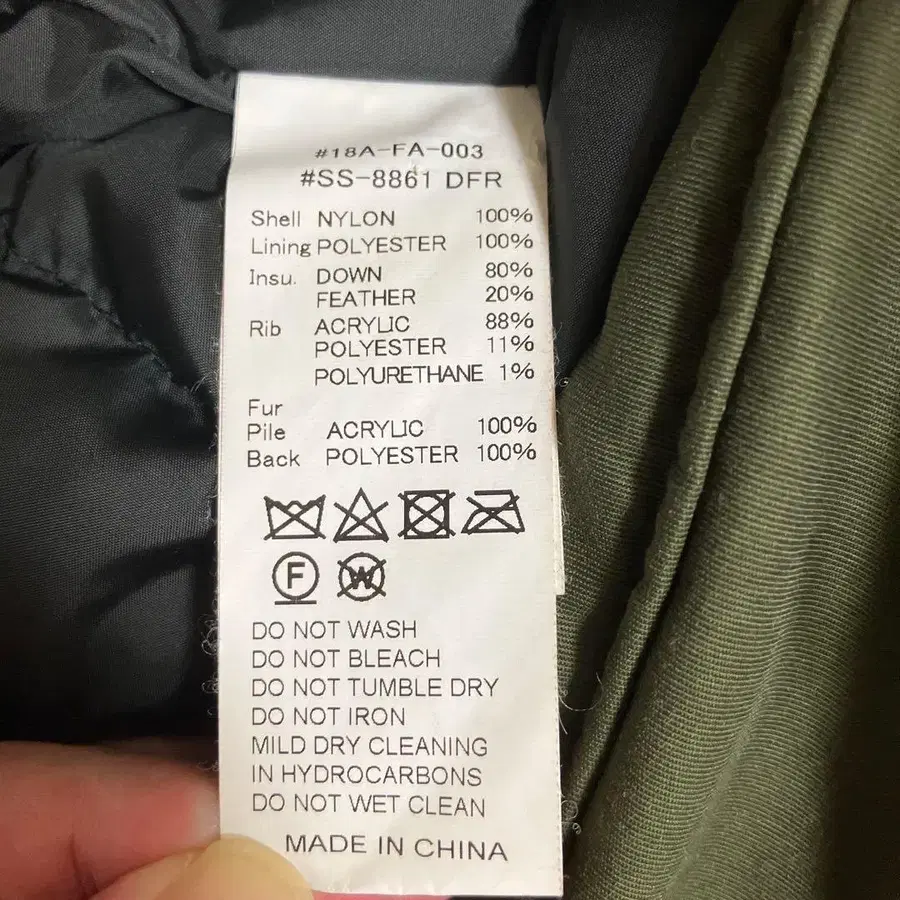 #18A-FA-003
#SS-8861 DFR
Shell NYLON 100%
Lining POLYESTER 100%
Insu. DOWN 80%
FEATHER 20%
Rib ACRYLIC 88%
POLYESTER 11%
POLYURETHANE 1%
Fur
Pile ACRYLIC 100%
Back POLYESTER 100%
F W
DO NOT WASH
DO NOT BLEACH
DO NOT TUMBLE DRY
DO NOT IRON
MILD DRY CLEANING
IN HYDROCARBONS
DO NOT WET CLEAN
MADE IN CHINA